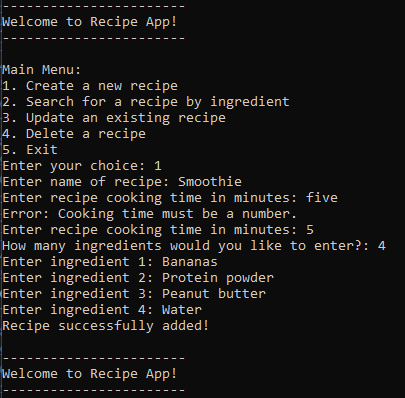 -----------------------
Welcome to Recipe App!
-----------------------
Main Menu:
1. Create a new recipe
2. Search for a recipe by ingredient
3. Update an existing recipe
4. Delete a recipe
5. Exit
Enter your choice: 1
Enter name of recipe: Smoothie
Enter recipe cooking time in minutes: five
Error: Cooking time must be a number.
Enter recipe cooking time in minutes: 5
How many ingredients would you like to enter?: 4
Enter ingredient 1: Bananas
Enter ingredient 2: Protein powder
Enter ingredient 3: Peanut butter
Enter ingredient 4: Water
Recipe successfully added!
-----------------------
Welcome to Recipe App!
-----------------------